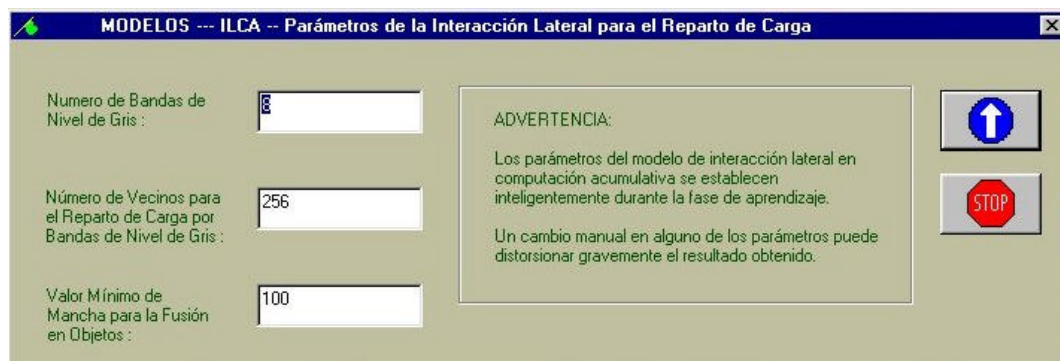 MODELOS --- ILCA -- Parámetros de la Interacción Lateral para el Reparto de Carga
Numero de Bandas de
Nivel de Gris :
8
Número de Vecinos para
el Reparto de Carga por
Bandas de Nivel de Gris :
256
Valor Mínimo de
Mancha para la Fusión
en Objetos :
100
ADVERTENCIA:
Los parámetros del modelo de interacción lateral en
computación acumulativa se establecen
inteligentemente durante la fase de aprendizaje.
Un cambio manual en alguno de los parámetros puede
distorsionar gravemente el resultado obtenido.
STOP